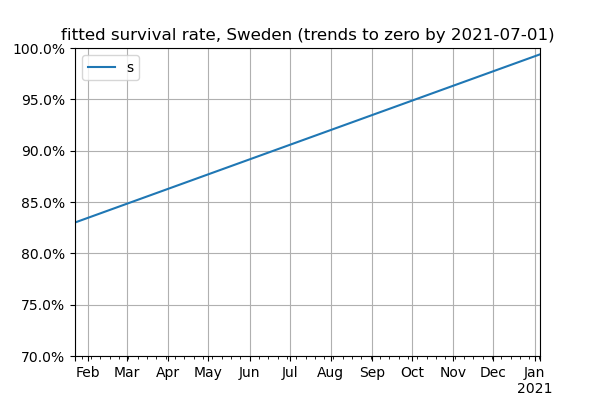 fitted survival rate, Sweden (trends to zero by 2021-07-01)
100.0%
s
95.0%
90.0%
85.0%
80.0%
75.0%
70.0%
Feb Mar Apr May Jun Jul Aug Sep Oct Nov Dec Jan
2021